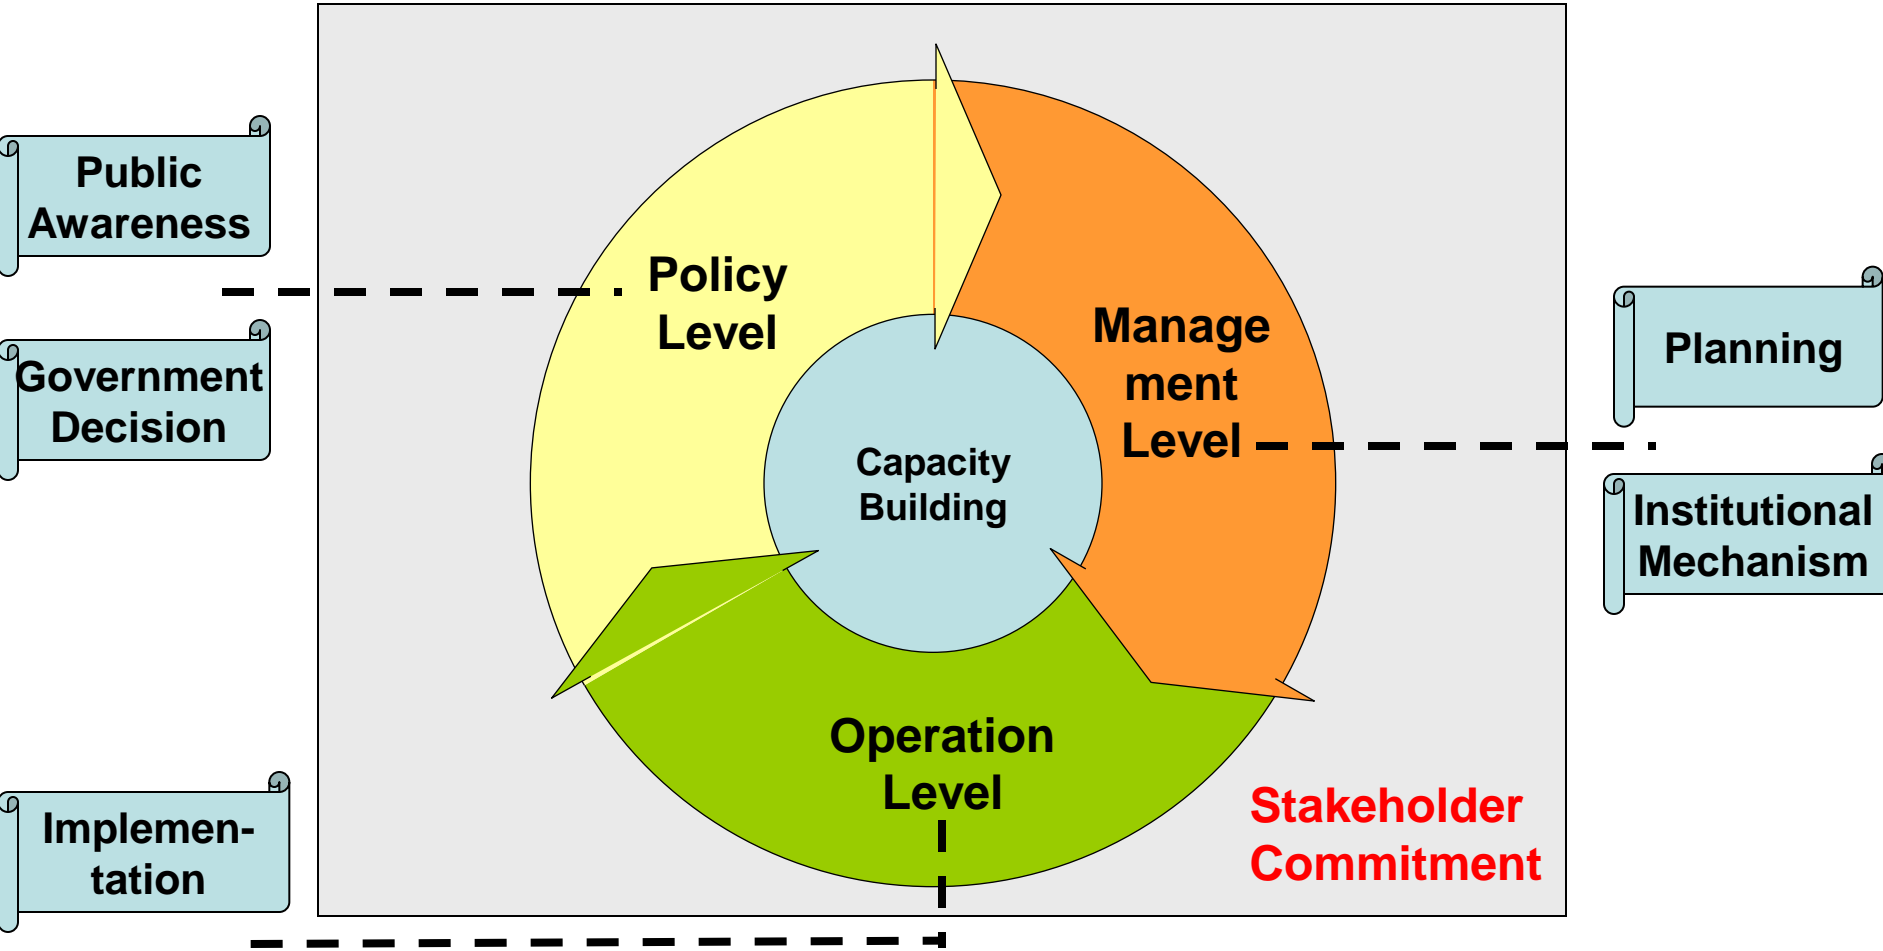 Public
Awareness
Government
Decision
Implemen-
tation
Policy
Level
Manage
ment
Level
Capacity
Building
Operation
Level
Stakeholder
Commitment
Planning
Institutional
Mechanism